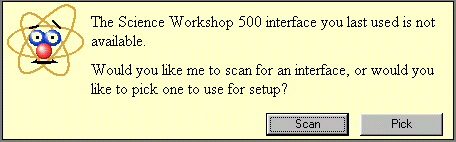 The Science Workshop 500 interface you last used is not
available.
Would you like me to scan for an interface, or would you
like to pick one to use for setup?
Scan
Pick